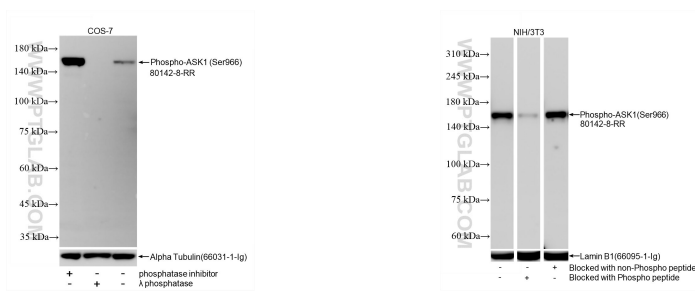 COS-7
180 kDa→
140 kDa→
100 kDa→
75 kDa→
60 kDa→
45 kDa→
35 kDa→
WWW.PTGLAB.COM
←Phospho-ASK1(Ser966)
80142-8-RR
←Alpha Tubulin(66031-1-Ig)
+ − − phosphatase inhibitor
− + − λ phosphatase
NIH/3T3
310 kDa→
245 kDa→
180 kDa→
140 kDa→
100 kDa→
75 kDa→
60 kDa→
WWW.PTGLAB.COM
←Phospho-ASK1(Ser966)
80142-8-RR
←Lamin B1(66095-1-Ig)
− − + Blocked with non-Phospho peptide
− + − Blocked with Phospho peptide